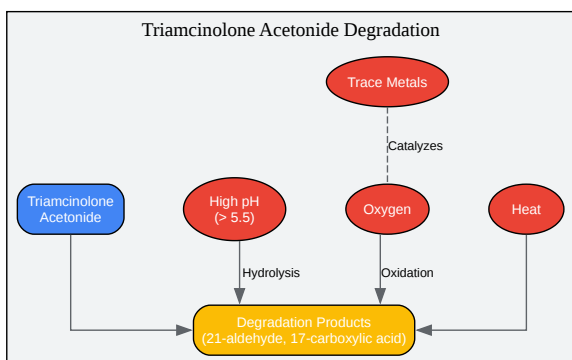 Triamcinolone Acetonide Degradation
Trace Metals
Catalyzes
Triamcinolone
Acetonide
High pH
(> 5.5)
Oxygen
Heat
Hydrolysis
Oxidation
Degradation Products
(21-aldehyde, 17-carboxylic acid)